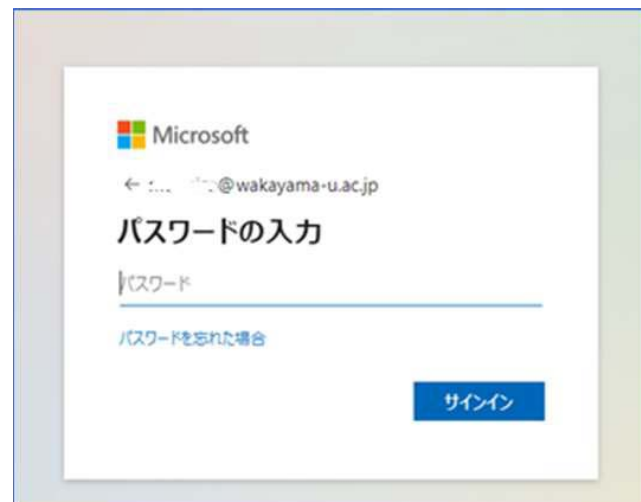 Microsoft
← @wakayama-u.ac.jp
パスワードの入力
パスワード
パスワードを忘れた場合
サインイン